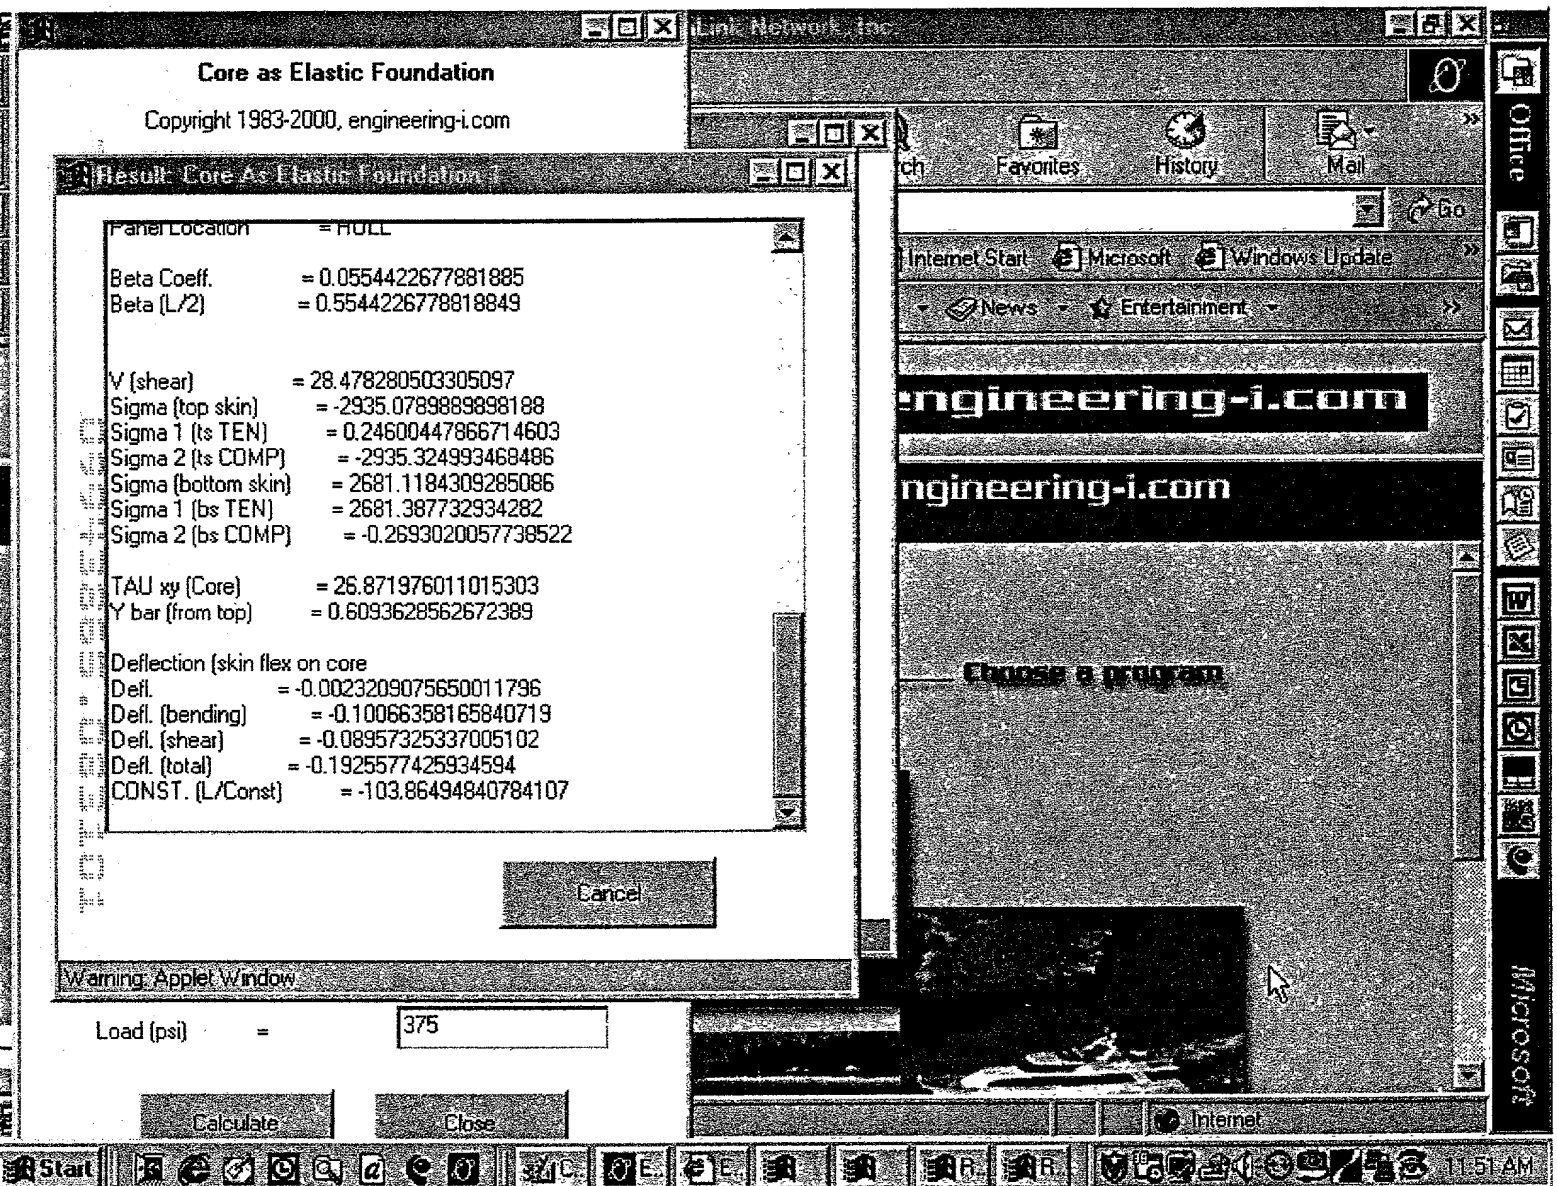 Link Network, Inc.
Core as Elastic Foundation
Copyright 1983-2000, engineering-i.com
Result: Core As Elastic Foundation 1
Panel Location = HULL
Beta Coeff. = 0.0554422677881885
Beta (L/2) = 0.5544226778818849
V (shear) = 28.478280503305097
Sigma (top skin) = -2935.0789889898188
Sigma 1 (ts TEN) = 0.24600447866714603
Sigma 2 (ts COMP) = -2935.324993468486
Sigma (bottom skin) = 2681.1184309285086
Sigma 1 (bs TEN) = 2681.387732934282
Sigma 2 (bs COMP) = -0.2693020057738522
TAU xy (Core) = 26.871976011015303
Y bar (from top) = 0.6093628562672389
Deflection (skin flex on core
Defl. = -0.0023209075650011796
Defl. (bending) = -0.10066358165840719
Defl. (shear) = -0.08957325337005102
Defl. (total) = -0.1925577425934594
CONST. (L/Const) = -103.86494840784107
Cancel
Warning: Applet Window
Load (psi) = 375
Calculate Close
rch Favorites History Mail
Go
Internet Start Microsoft Windows Update
News Entertainment
engineering-i.com
ngineering-i.com
Choose a program
Internet
Office
Microsoft
Start C.. E.. E.. R.. R.. 11:51 AM